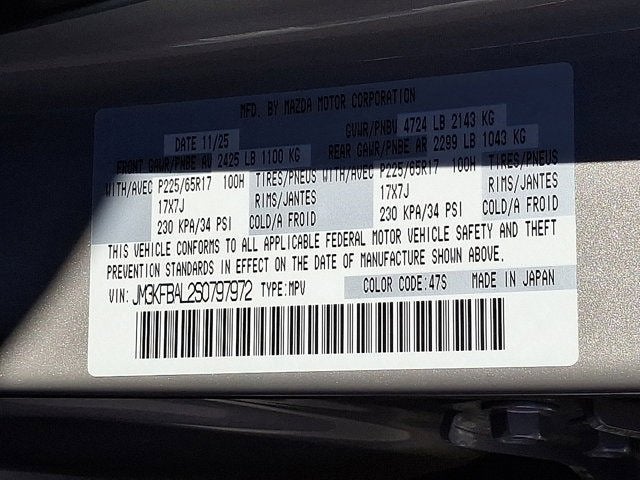 MFD. BY MAZDA MOTOR CORPORATION
DATE 11/25 GVWR/PNBV 4724 LB 2143 KG
FRONT GAWR/PNBE AV 2425 LB 1100 KG REAR GAWR/PNBE AR 2299 LB 1043 KG
WITH/AVEC P225/65R17 100H TIRES/PNEUS WITH/AVEC P225/65R17 100H TIRES/PNEUS
17X7J RIMS/JANTES 17X7J RIMS/JANTES
230 KPA/34 PSI COLD/A FROID 230 KPA/34 PSI COLD/A FROID
THIS VEHICLE CONFORMS TO ALL APPLICABLE FEDERAL MOTOR VEHICLE SAFETY AND THEFT
PREVENTION STANDARDS IN EFFECT ON THE DATE OF MANUFACTURE SHOWN ABOVE.
VIN: JM3KFBAL2S0797972 TYPE:MPV COLOR CODE:47S MADE IN JAPAN